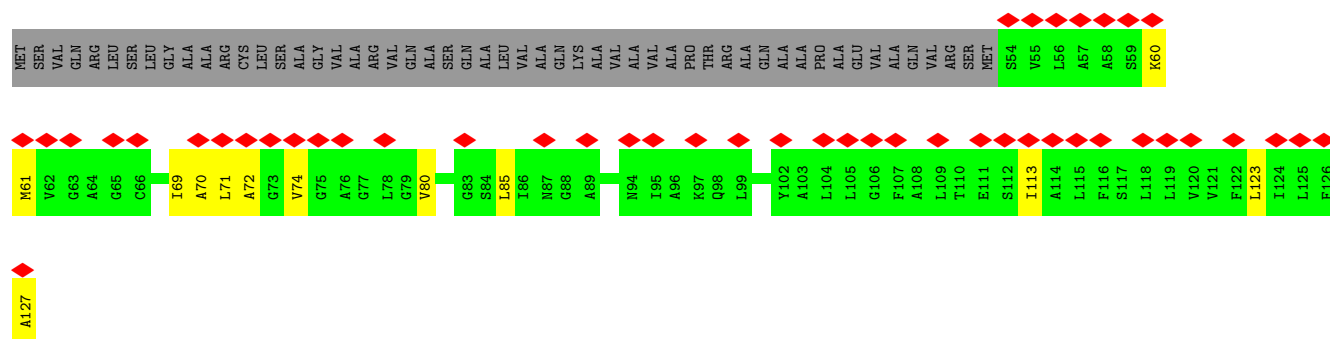 MET SER VAL GLN ARG LEU SER LEU GLY ALA ALA ARG CYS LEU SER ALA GLY VAL ALA ARG VAL GLN ALA SER GLN ALA LEU VAL ALA GLN LYS ALA VAL ALA VAL ALA PRO THR ARG ALA GLN ALA ALA PRO ALA GLU VAL ALA GLN VAL ARG SER MET S54 V55 L56 A57 A58 S59 K60
M61 V62 G63 A64 G65 C66 I69 A70 L71 A72 G73 V74 G75 A76 G77 L78 G79 V80 G83 S84 L85 I86 N87 G88 A89 N94 I95 A96 K97 Q98 L99 Y102 A103 L104 L105 G106 F107 A108 L109 T110 E111 S112 I113 A114 L115 F116 S117 L118 L119 V120 V121 F122 L123 I124 L125 F126
A127